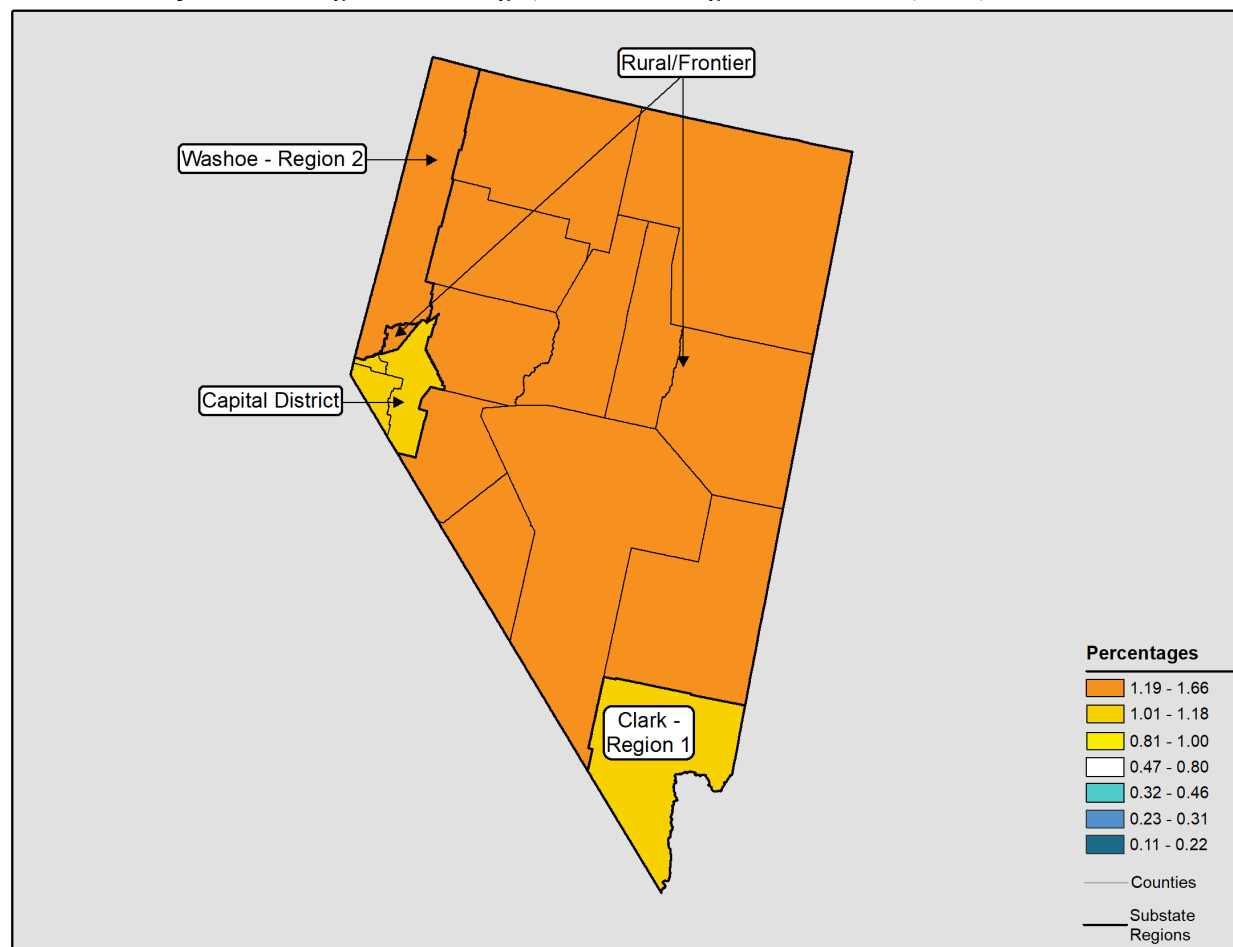 Rural/Frontier
Washoe - Region 2
Capital District
Clark -
Region 1
Percentages
1.19 - 1.66
1.01 - 1.18
0.81 - 1.00
0.47 - 0.80
0.32 - 0.46
0.23 - 0.31
0.11 - 0.22
Counties
Substate
Regions